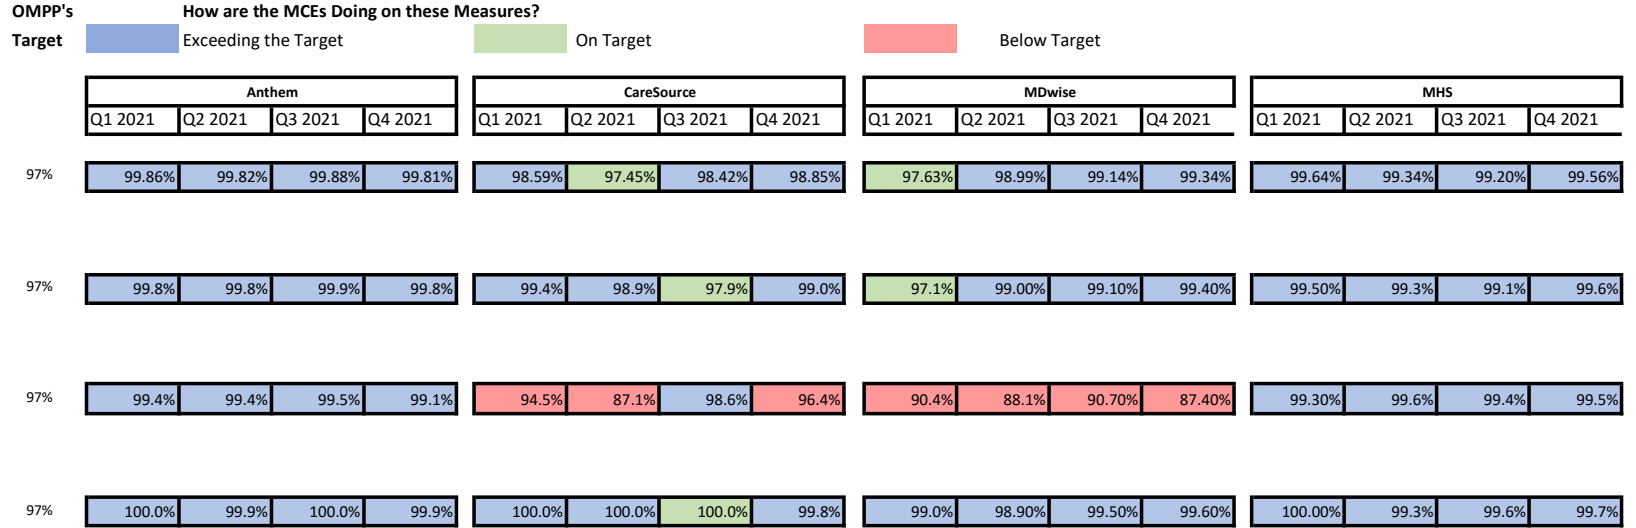 OMPP's How are the MCEs Doing on these Measures?
Target Exceeding the Target On Target Below Target
Anthem CareSource MDwise MHS
Q1 2021 Q2 2021 Q3 2021 Q4 2021 Q1 2021 Q2 2021 Q3 2021 Q4 2021 Q1 2021 Q2 2021 Q3 2021 Q4 2021 Q1 2021 Q2 2021 Q3 2021 Q4 2021
97% 99.86% 99.82% 99.88% 99.81% 98.59% 97.45% 98.42% 98.85% 97.63% 98.99% 99.14% 99.34% 99.64% 99.34% 99.20% 99.56%
97% 99.8% 99.8% 99.9% 99.8% 99.4% 98.9% 97.9% 99.0% 97.1% 99.00% 99.10% 99.40% 99.50% 99.3% 99.1% 99.6%
97% 99.4% 99.4% 99.5% 99.1% 94.5% 87.1% 98.6% 96.4% 90.4% 88.1% 90.70% 87.40% 99.30% 99.6% 99.4% 99.5%
97% 100.0% 99.9% 100.0% 99.9% 100.0% 100.0% 100.0% 99.8% 99.0% 98.90% 99.50% 99.60% 100.00% 99.3% 99.6% 99.7%